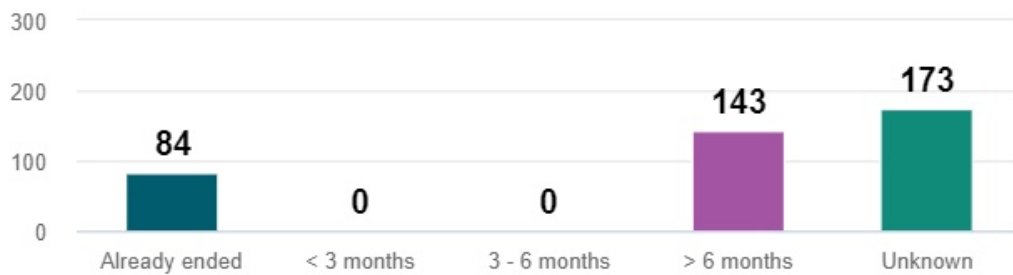 300
200
100
0
84
0
0
143
173
Already ended
< 3 months
3 - 6 months
> 6 months
Unknown